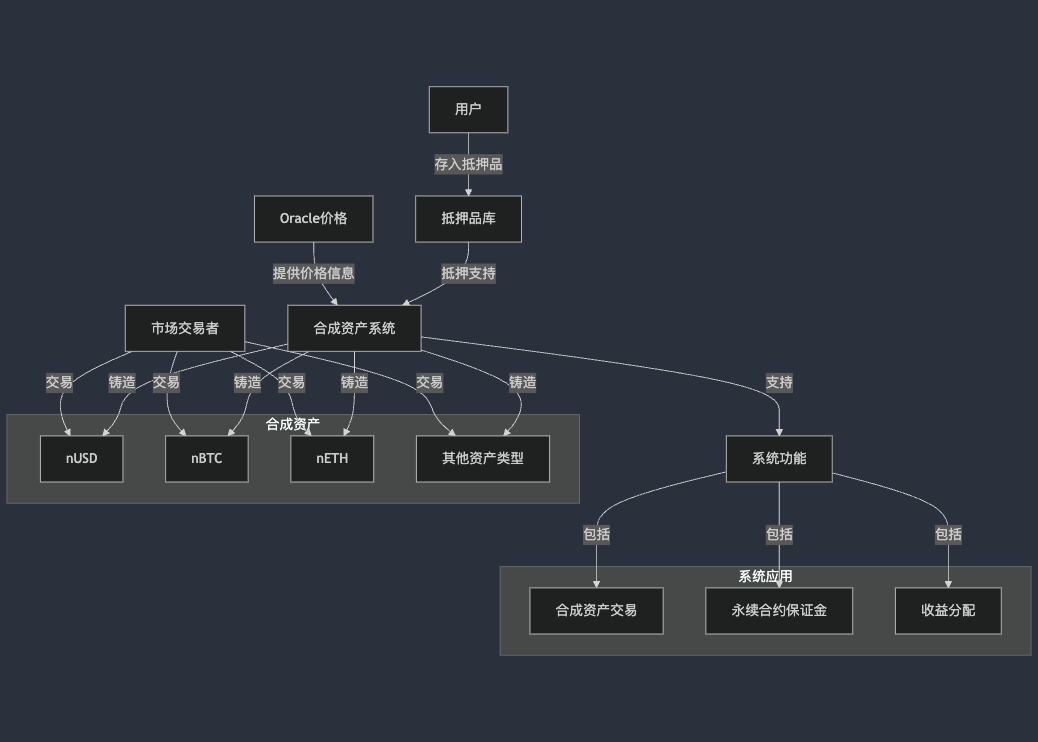 用户
存入抵押品
Oracle价格
抵押品库
提供价格信息
抵押支持
市场交易者
合成资产系统
交易
铸造
交易
铸造
交易
铸造
交易
铸造
支持
合成资产
nUSD
nBTC
nETH
其他资产类型
系统功能
包括
包括
包括
系统应用
合成资产交易
永续合约保证金
收益分配